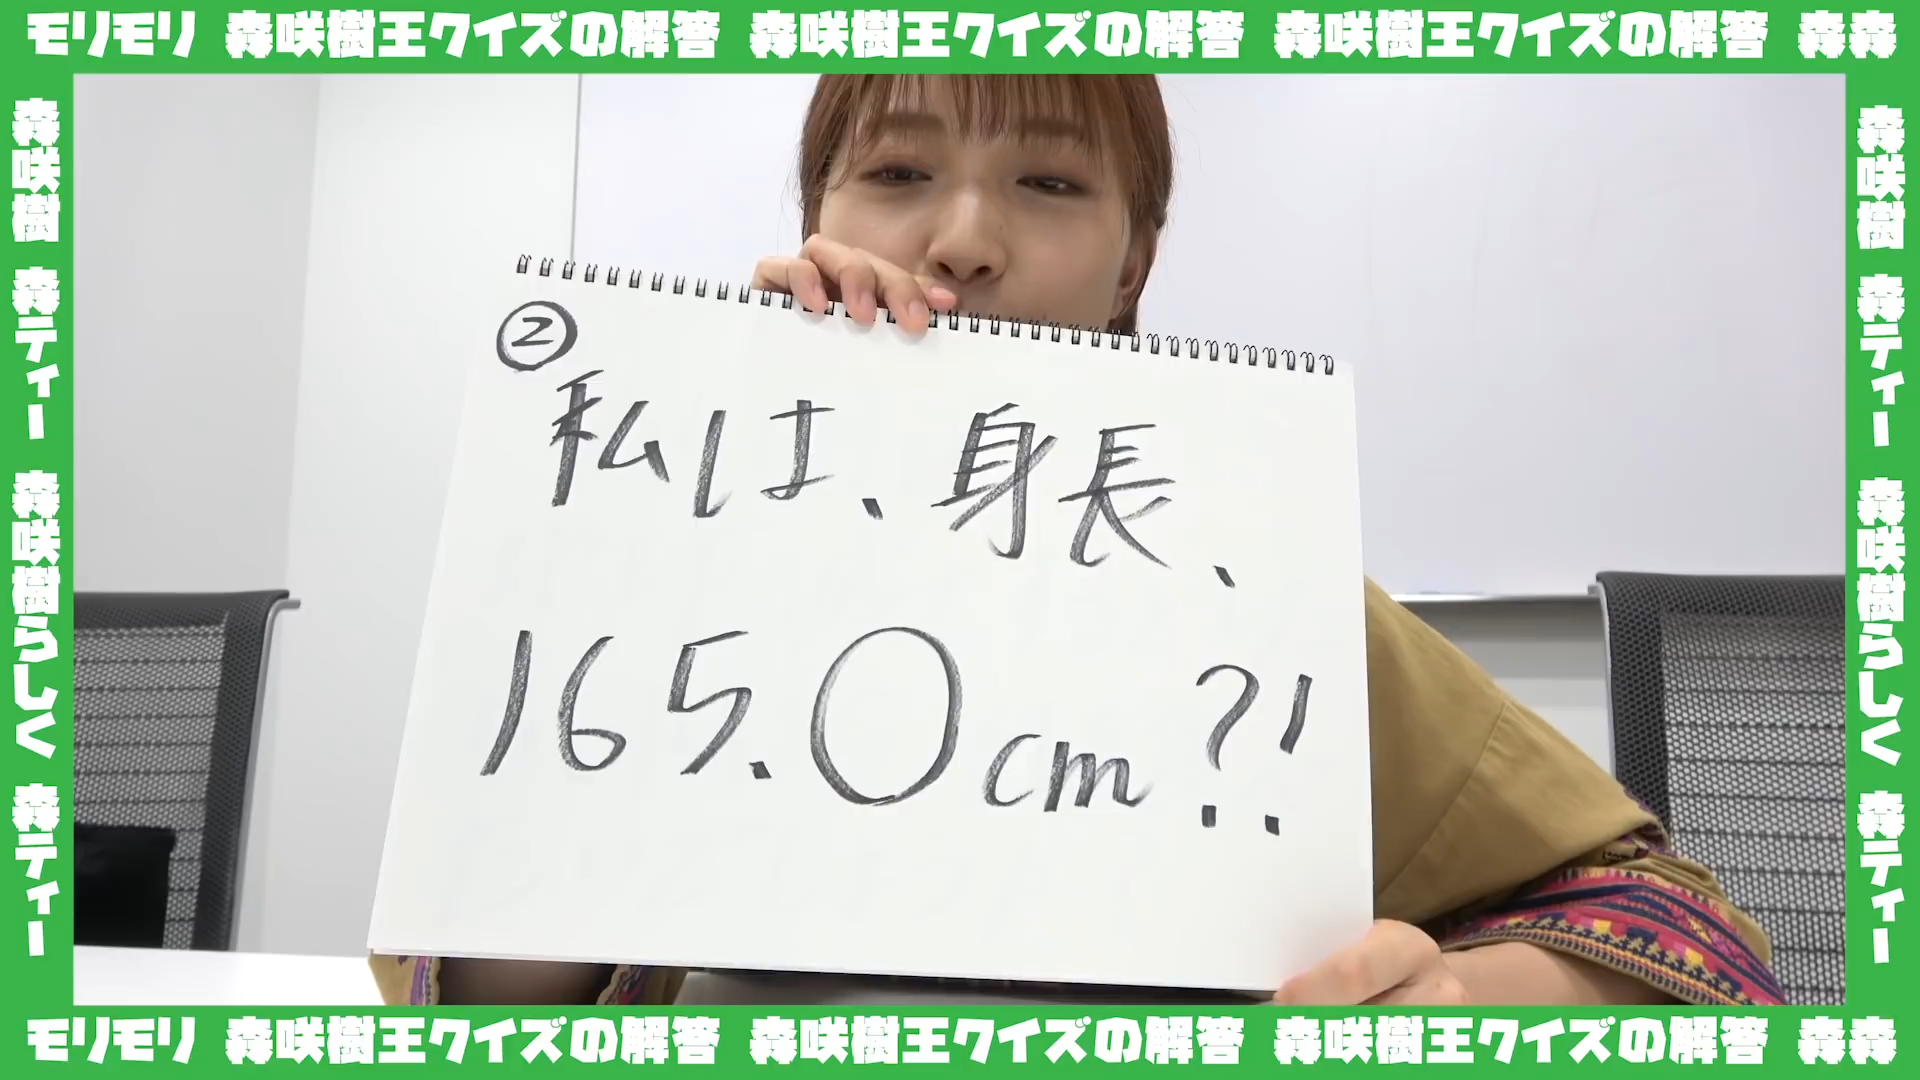 モリモリ 森咲樹王クイズの解答 森咲樹王クイズの解答 森咲樹王クイズの解答 森森
森咲樹 森ティー 森咲樹らしく 森ティー
②
私は、身長、
165.0cm?!
森咲樹 森ティー 森咲樹らしく 森ティー
モリモリ 森咲樹王クイズの解答 森咲樹王クイズの解答 森咲樹王クイズの解答 森森